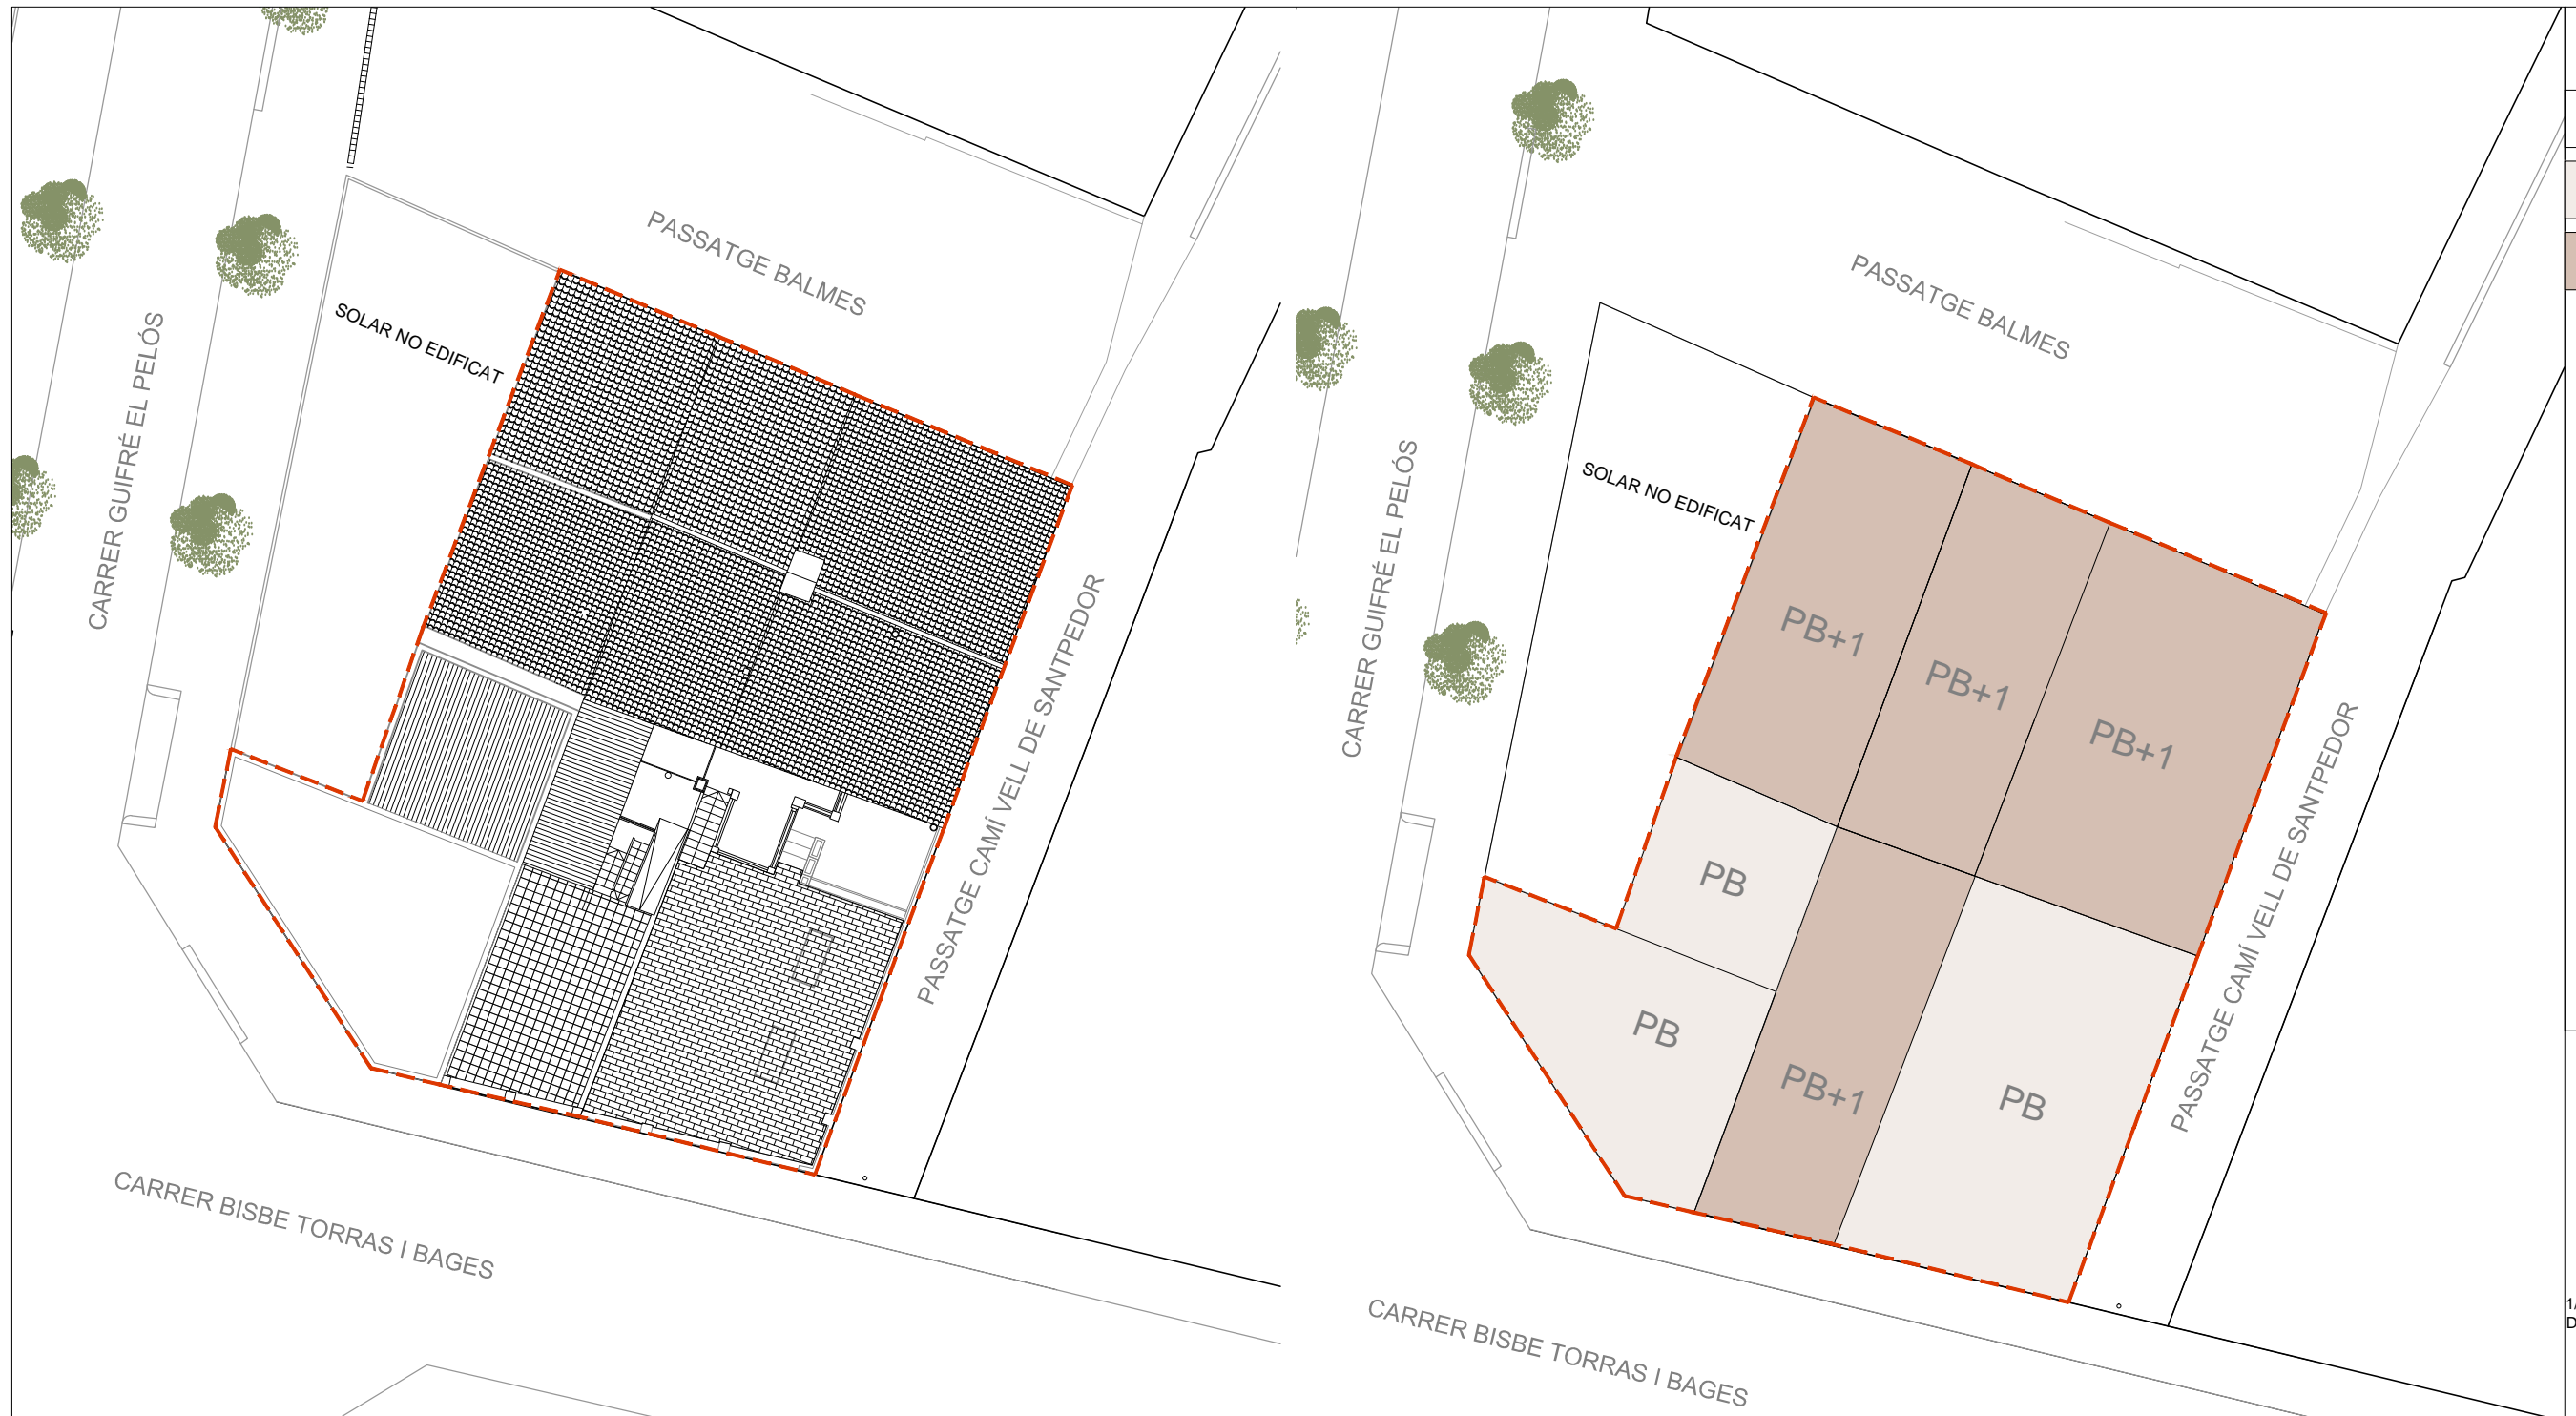 PASSATGE BALMES
SOLAR NO EDIFICAT
CARRER GUIFRÉ EL PELÓS
PASSATGE CAMÍ VELL DE SANTPEDOR
CARRER BISBE TORRAS I BAGES
PASSATGE BALMES
SOLAR NO EDIFICAT
CARRER GUIFRÉ EL PELÓS
PB+1
PB+1
PB+1
PB
PB
PB+1
PB
PASSATGE CAMÍ VELL DE SANTPEDOR
CARRER BISBE TORRAS I BAGES